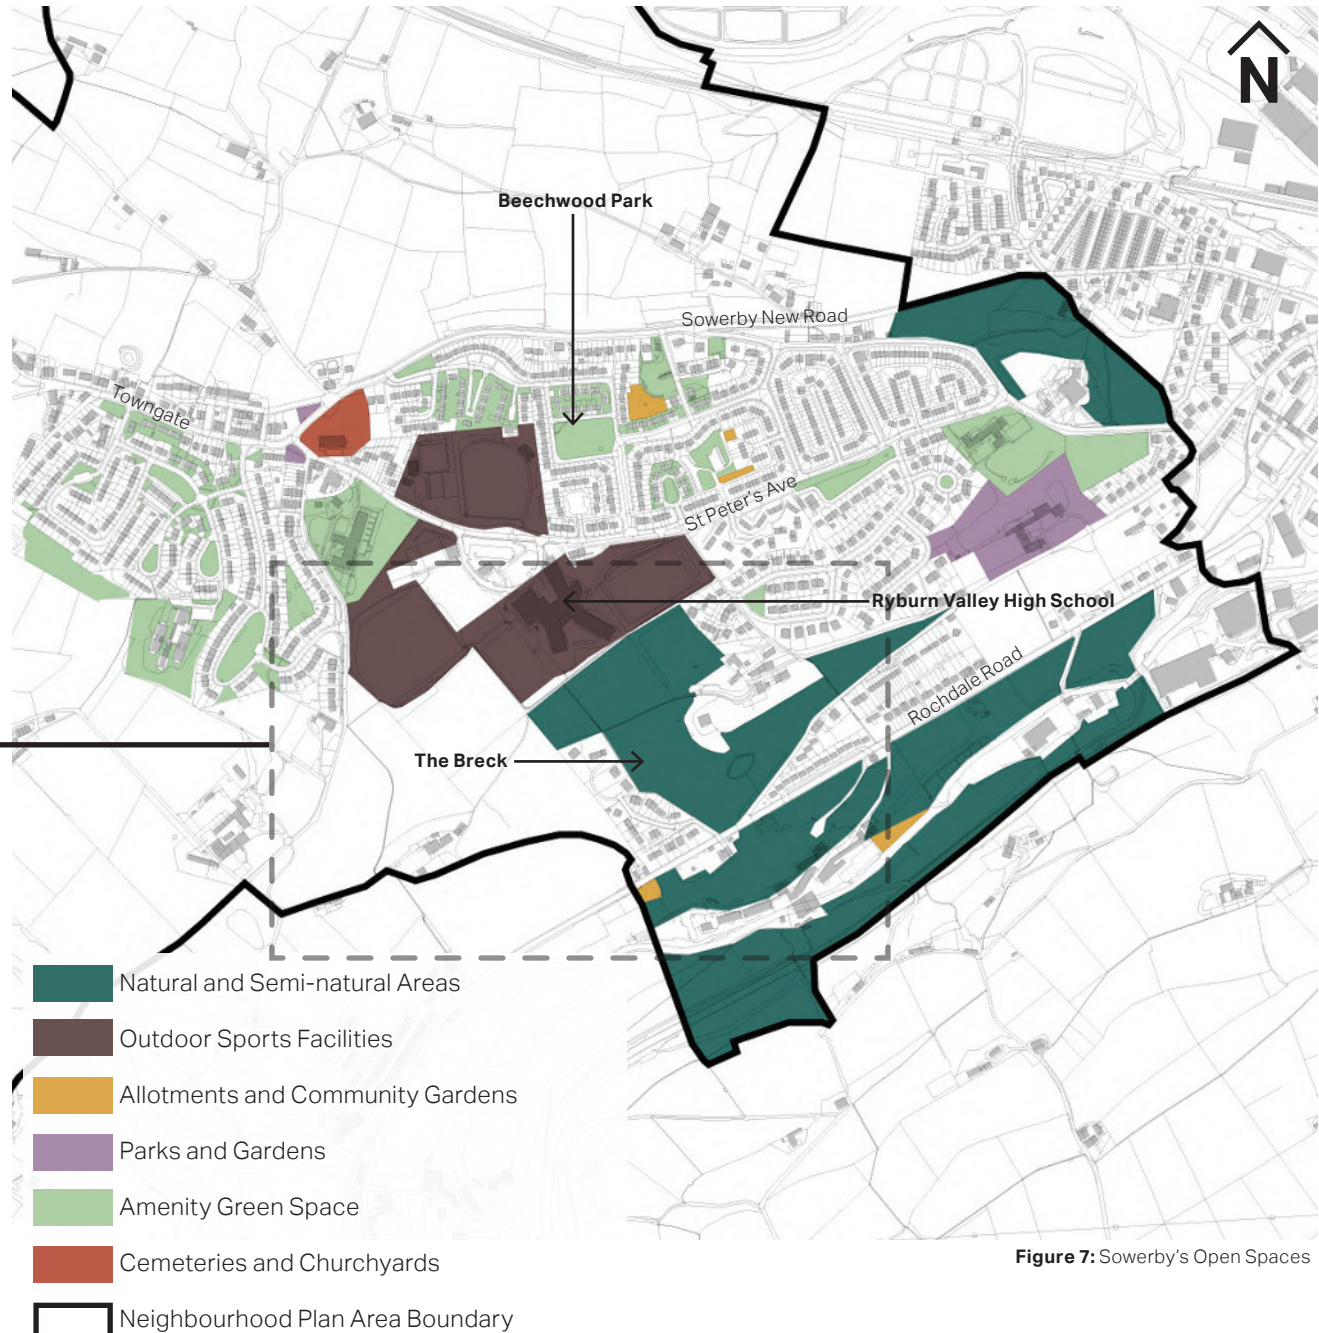 N
Beechwood Park
Sowerby New Road
Towngate
St Peter's Ave
Ryburn Valley High School
Rochdale Road
The Breck
Natural and Semi-natural Areas
Outdoor Sports Facilities
Allotments and Community Gardens
Parks and Gardens
Amenity Green Space
Cemeteries and Churchyards
Neighbourhood Plan Area Boundary
Figure 7: Sowerby's Open Spaces